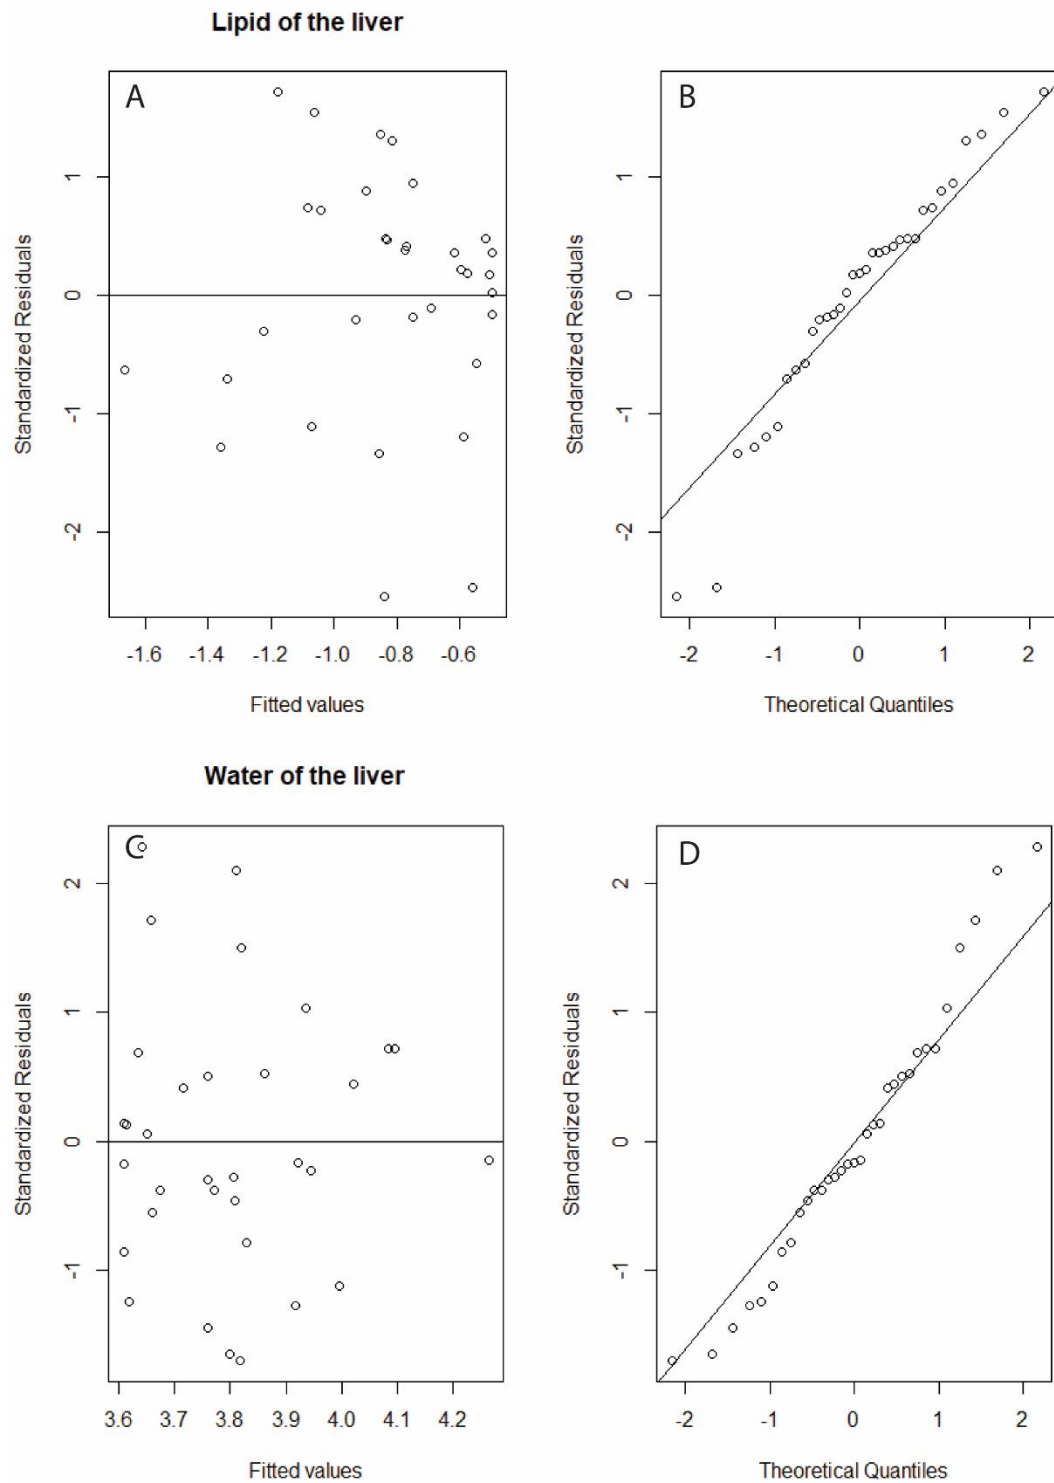 Lipid of the liver
A
B
Standardized Residuals
1
0
-1
-2
Standardized Residuals
1
0
-1
-2
-1.6 -1.4 -1.2 -1.0 -0.8 -0.6
-2 -1 0 1 2
Fitted values
Theoretical Quantiles
Water of the liver
C
D
Standardized Residuals
2
1
0
-1
Standardized Residuals
2
1
0
-1
3.6 3.7 3.8 3.9 4.0 4.1 4.2
-2 -1 0 1 2
Fitted values
Theoretical Quantiles